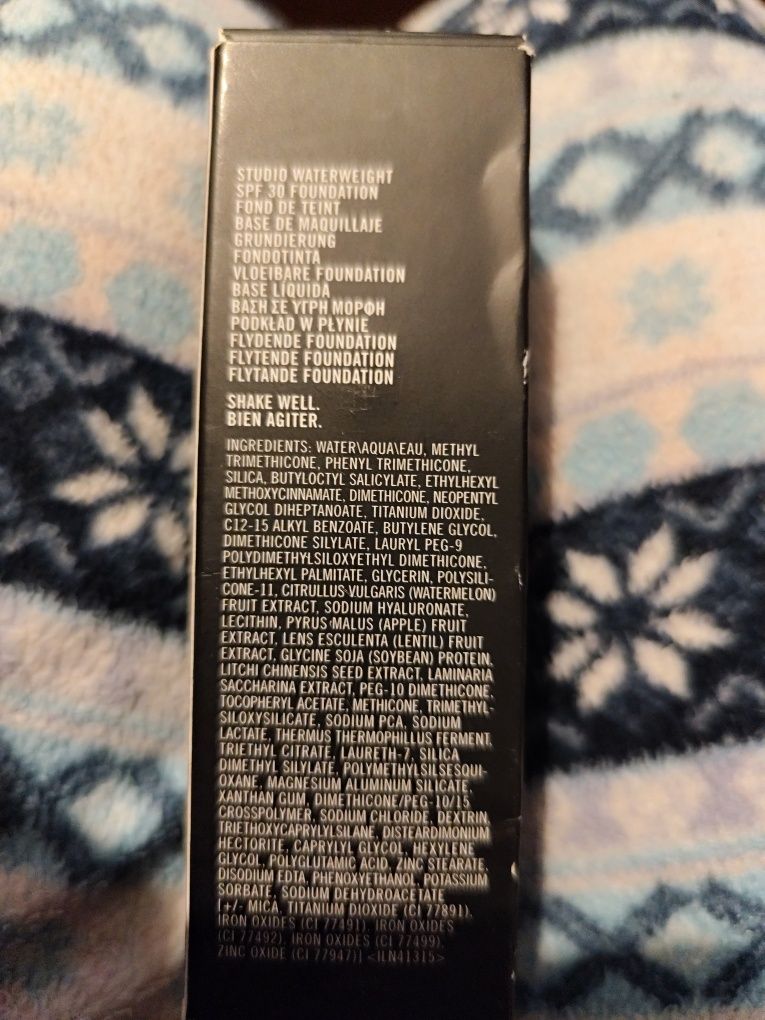 STUDIO WATERWEIGHT
SPF 30 FOUNDATION
FOND DE TEINT
BASE DE MAQUILLAJE
GRUNDIERUNG
FONDOTINTA
VLOEIBARE FOUNDATION
BASE LÍQUIDA
ΒΑΣΗ ΣΕ ΥΓΡΗ ΜΟΡΦΗ
PODKŁAD W PŁYNIE
FLYDENDE FOUNDATION
FLYTENDE FOUNDATION
FLYTANDE FOUNDATION
SHAKE WELL.
BIEN AGITER.
INGREDIENTS: WATER\AQUA\EAU, METHYL
TRIMETHICONE, PHENYL TRIMETHICONE,
SILICA, BUTYLOCTYL SALICYLATE, ETHYLHEXYL
METHOXYCINNAMATE, DIMETHICONE, NEOPENTYL
GLYCOL DIHEPTANOATE, TITANIUM DIOXIDE,
C12-15 ALKYL BENZOATE, BUTYLENE GLYCOL,
DIMETHICONE SILYLATE, LAURYL PEG-9
POLYDIMETHYLSILOXYETHYL DIMETHICONE,
ETHYLHEXYL PALMITATE, GLYCERIN, POLYSILI-
CONE-11, CITRULLUS VULGARIS (WATERMELON)
FRUIT EXTRACT, SODIUM HYALURONATE,
LECITHIN, PYRUS MALUS (APPLE) FRUIT
EXTRACT, LENS ESCULENTA (LENTIL) FRUIT
EXTRACT, GLYCINE SOJA (SOYBEAN) PROTEIN,
LITCHI CHINENSIS SEED EXTRACT, LAMINARIA
SACCHARINA EXTRACT, PEG-10 DIMETHICONE,
TOCOPHERYL ACETATE, METHICONE, TRIMETHYL-
SILOXYSILICATE, SODIUM PCA, SODIUM
LACTATE, THERMUS THERMOPHILLUS FERMENT,
TRIETHYL CITRATE, LAURETH-7, SILICA
DIMETHYL SILYLATE, POLYMETHYLSILSESQUI-
OXANE, MAGNESIUM ALUMINUM SILICATE,
XANTHAN GUM, DIMETHICONE/PEG-10/15
CROSSPOLYMER, SODIUM CHLORIDE, DEXTRIN,
TRIETHOXYCAPRYLYLSILANE, DISTEARDIMONIUM
HECTORITE, CAPRYLYL GLYCOL, HEXYLENE
GLYCOL, POLYGLUTAMIC ACID, ZINC STEARATE,
DISODIUM EDTA, PHENOXYETHANOL, POTASSIUM
SORBATE, SODIUM DEHYDROACETATE
[+/- MICA, TITANIUM DIOXIDE (CI 77891),
IRON OXIDES (CI 77491), IRON OXIDES
(CI 77492), IRON OXIDES (CI 77499),
ZINC OXIDE (CI 77947)] <ILN41315>